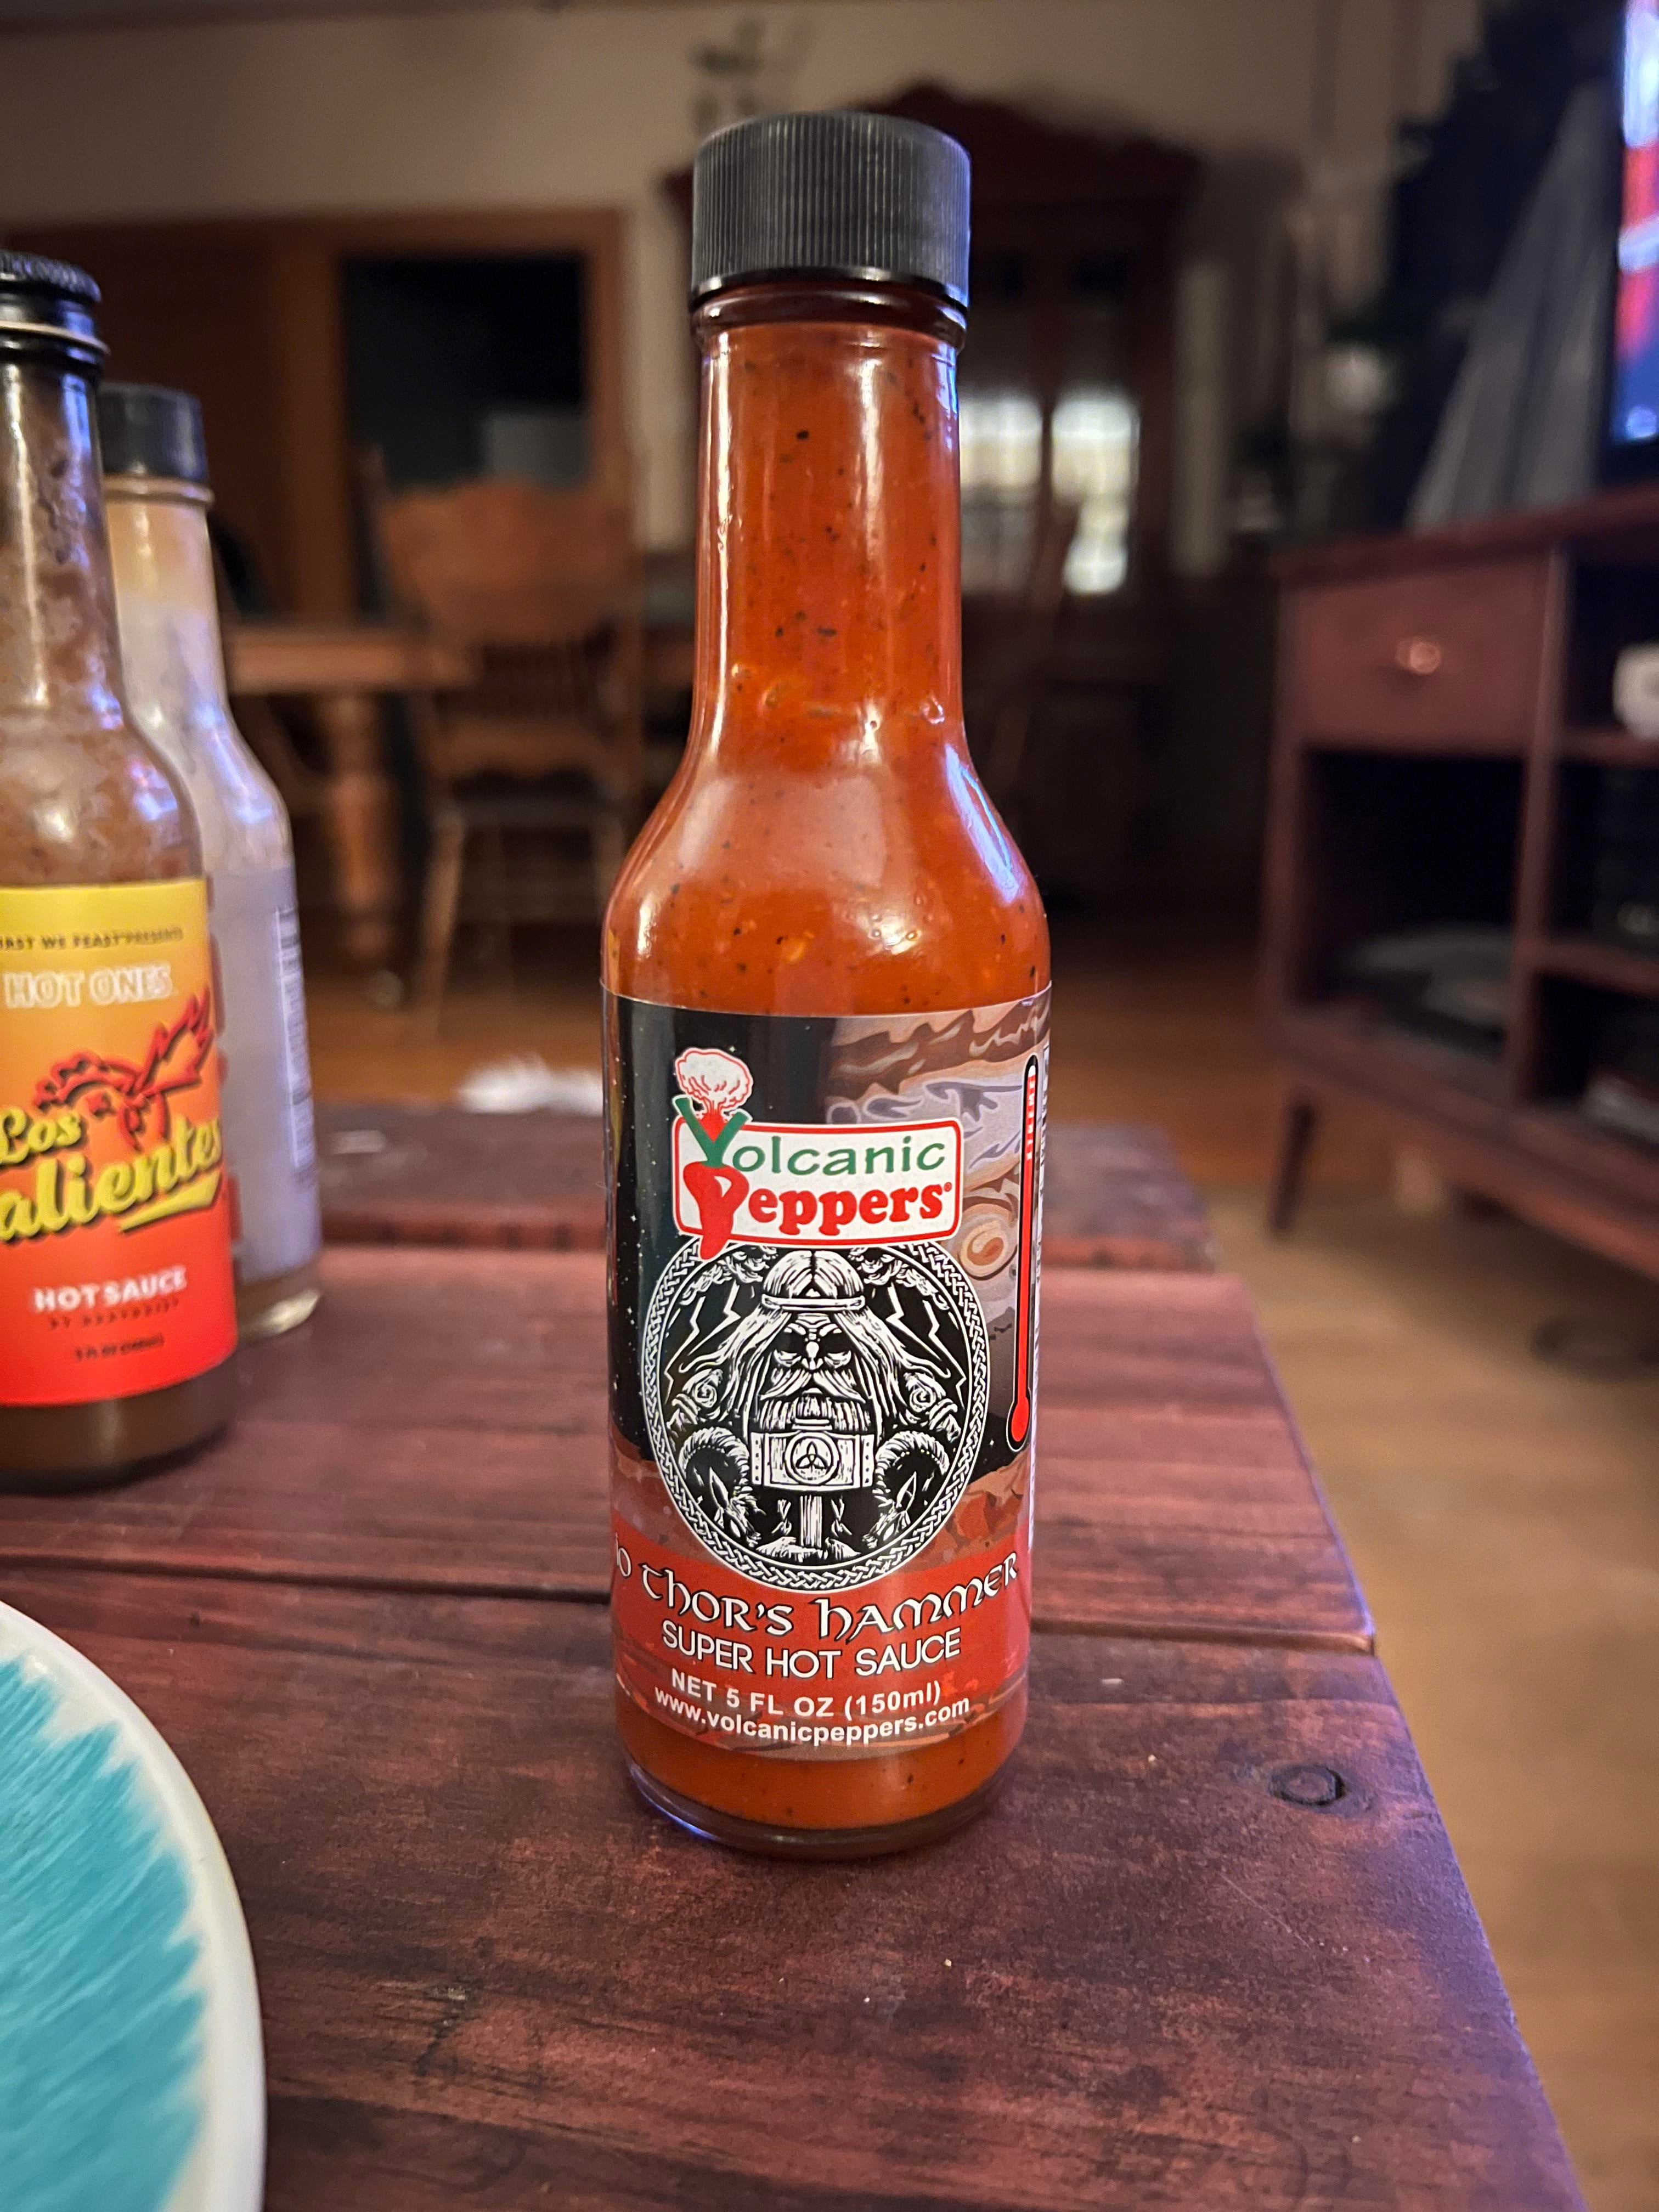 HOT ONES
Los
HOT SAUCE
Volcanic
Peppers®
EXTREME
THOR'S HAMMER
SUPER HOT SAUCE
NET 5 FL OZ (150ml)
www.volcanicpeppers.com